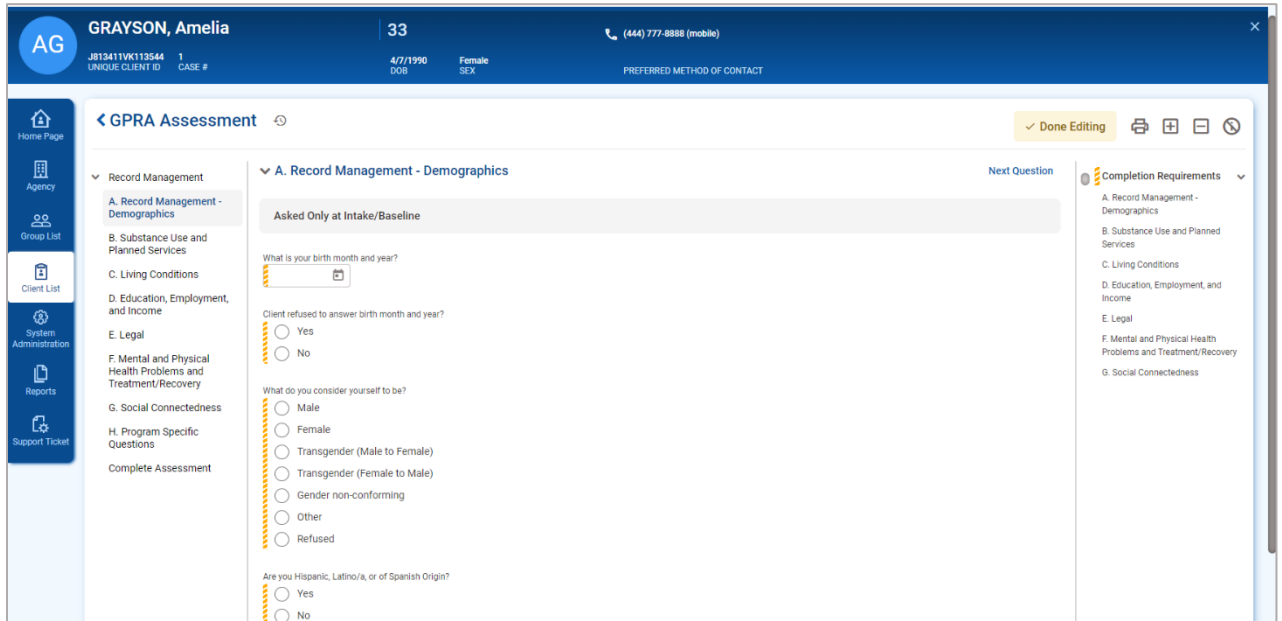 AG
GRAYSON, Amelia
J813411VK113544 1
UNIQUE CLIENT ID CASE #
33
4/7/1990 Female
DOB SEX
(444) 777-8888 (mobile)
PREFERRED METHOD OF CONTACT
Home Page
Agency
Group List
Client List
System
Administration
Reports
Support Ticket
GPRA Assessment
Done Editing
Record Management
A. Record Management -
Demographics
B. Substance Use and
Planned Services
C. Living Conditions
D. Education, Employment,
and Income
E. Legal
F. Mental and Physical
Health Problems and
Treatment/Recovery
G. Social Connectedness
H. Program Specific
Questions
Complete Assessment
A. Record Management - Demographics
Next Question
Asked Only at Intake/Baseline
What is your birth month and year?
Client refused to answer birth month and year?
Yes
No
What do you consider yourself to be?
Male
Female
Transgender (Male to Female)
Transgender (Female to Male)
Gender non-conforming
Other
Refused
Are you Hispanic, Latino/a, or of Spanish Origin?
Yes
No
Completion Requirements
A. Record Management -
Demographics
B. Substance Use and Planned
Services
C. Living Conditions
D. Education, Employment, and
Income
E. Legal
F. Mental and Physical Health
Problems and Treatment/Recovery
G. Social Connectedness